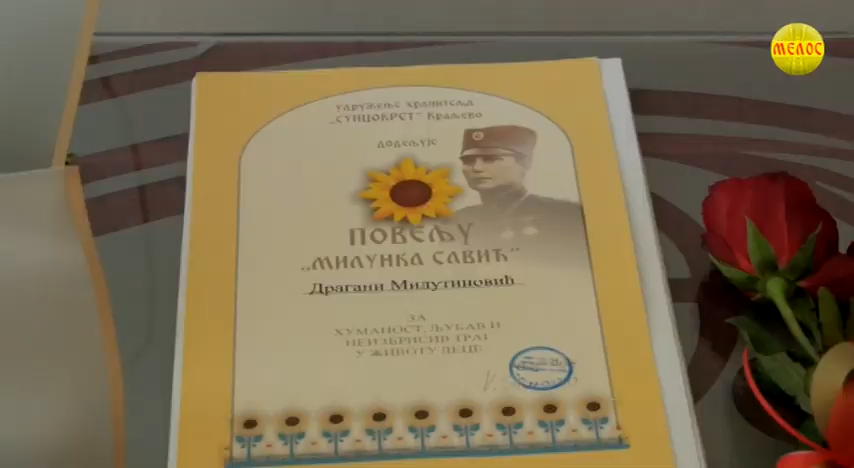 МЕЛОС
удружење хранитеља
„СУНЦОКРЕТ“ Краљево
додељује
ПОВЕЉУ
„МИЛУНКА САВИЋ“
Драгани Милутиновић
ЗА
ХУМАНОСТ, ЉУБАВ И
НЕИЗБРИСИВ ТРАГ
У ЖИВОТУ ДЕЦЕ